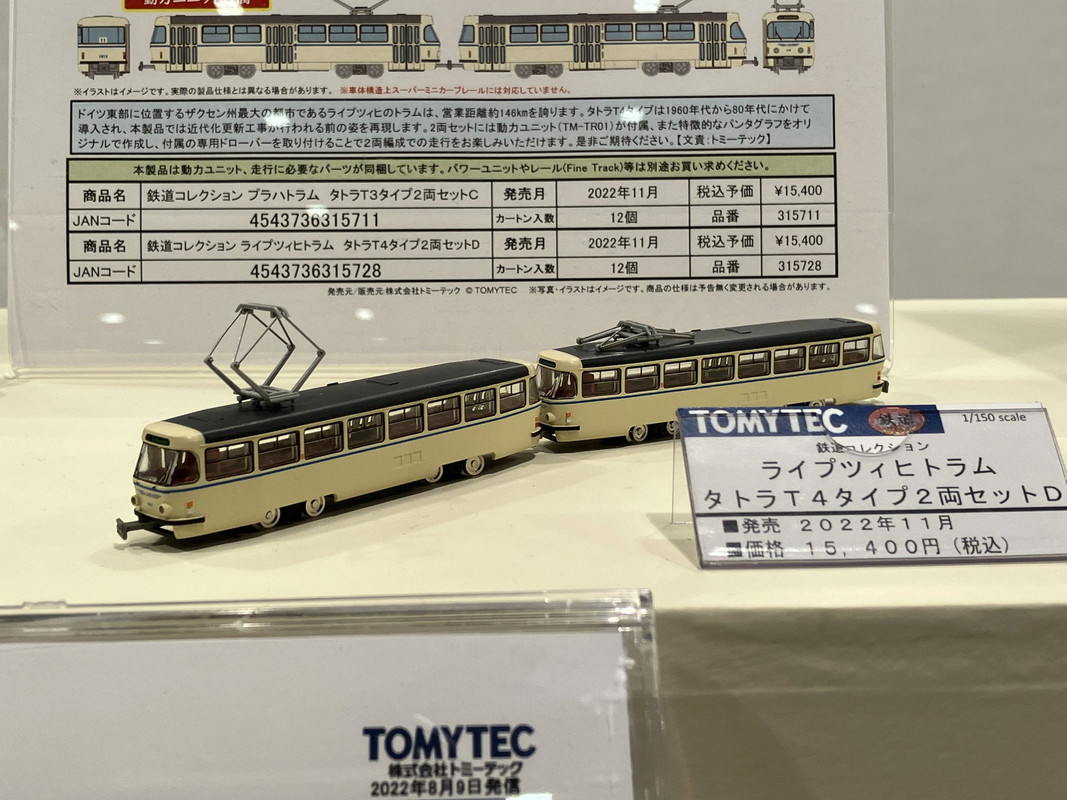 ※イラストはイメージです。実際の製品仕様とは異なる場合があります。 ※車体構造上スーパーミニカーブレールには対応していません。
ドイツ東部に位置するザクセン州最大の都市であるライプツィヒのトラムは、営業距離約146kmを誇ります。タトラT4タイプは1960年代から80年代にかけて
導入され、本製品では近代化更新工事が行われる前の姿を再現します。2両セットには動力ユニット(TM-TR01)が付属、また特徴的なパンタグラフをオリ
ジナルで作成し、付属の専用ドローバーを取り付けることで2両編成での走行をお楽しみいただけます。是非ご期待ください。【文責:トミーテック】
本製品は動力ユニット、走行に必要なパーツが同梱しています。パワーユニットやレール(Fine Track)等は別途お買い求めください。
商品名 鉄道コレクション プラハトラム タトラT3タイプ2両セットC 発売月 2022年11月 税込予価 ¥15,400
JANコード 4543736315711 カートン入数 12個 品番 315711
商品名 鉄道コレクション ライプツィヒトラム タトラT4タイプ2両セットD 発売月 2022年11月 税込予価 ¥15,400
JANコード 4543736315728 カートン入数 12個 品番 315728
発売元/販売元 株式会社トミーテック © TOMYTEC ※写真・イラストはイメージです。商品の仕様は予告無く変更される場合があります。
TOMYTEC 1/150 scale
鉄道コレクション
ライプツィヒトラム
タトラT4タイプ2両セットD
■発売 2022年11月
■価格 15,400円(税込)
TOMYTEC
株式会社トミーテック
2022年8月9日発信